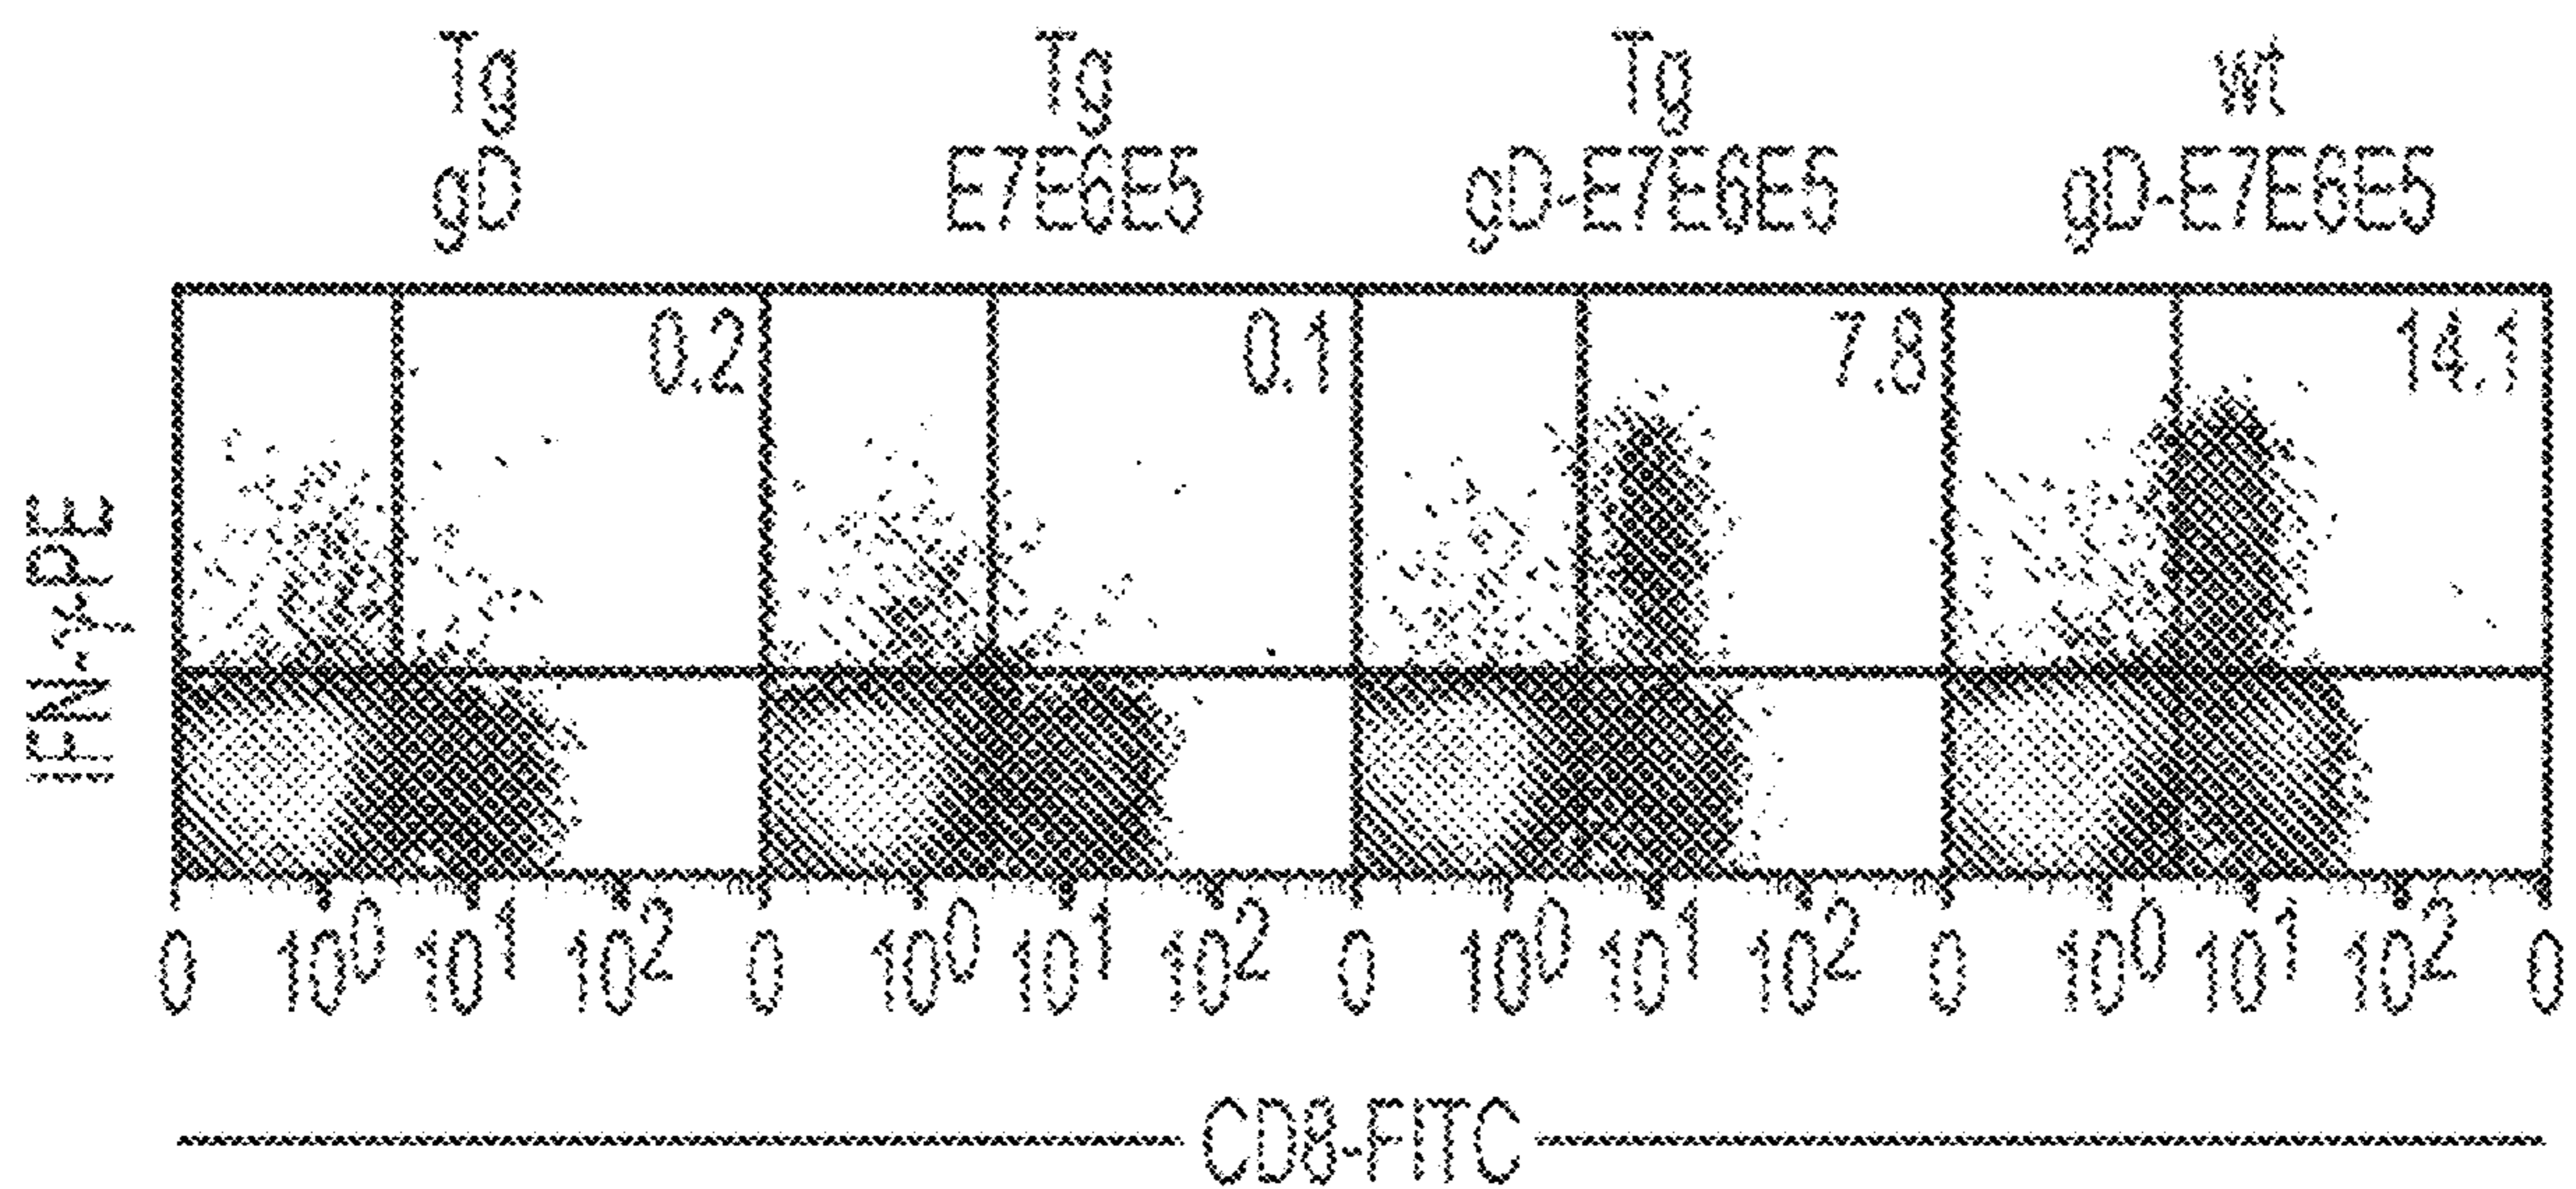 Tg Tg Tg wt
gD E7E6E5 gD-E7E6E5 gD-E7E6E5
0.2 0.1 7.8 14.1
IFN-γ-PE
0 10⁰ 10¹ 10² 0 10⁰ 10¹ 10² 0 10⁰ 10¹ 10² 0 10⁰ 10¹ 10² 0
CD8-FITC